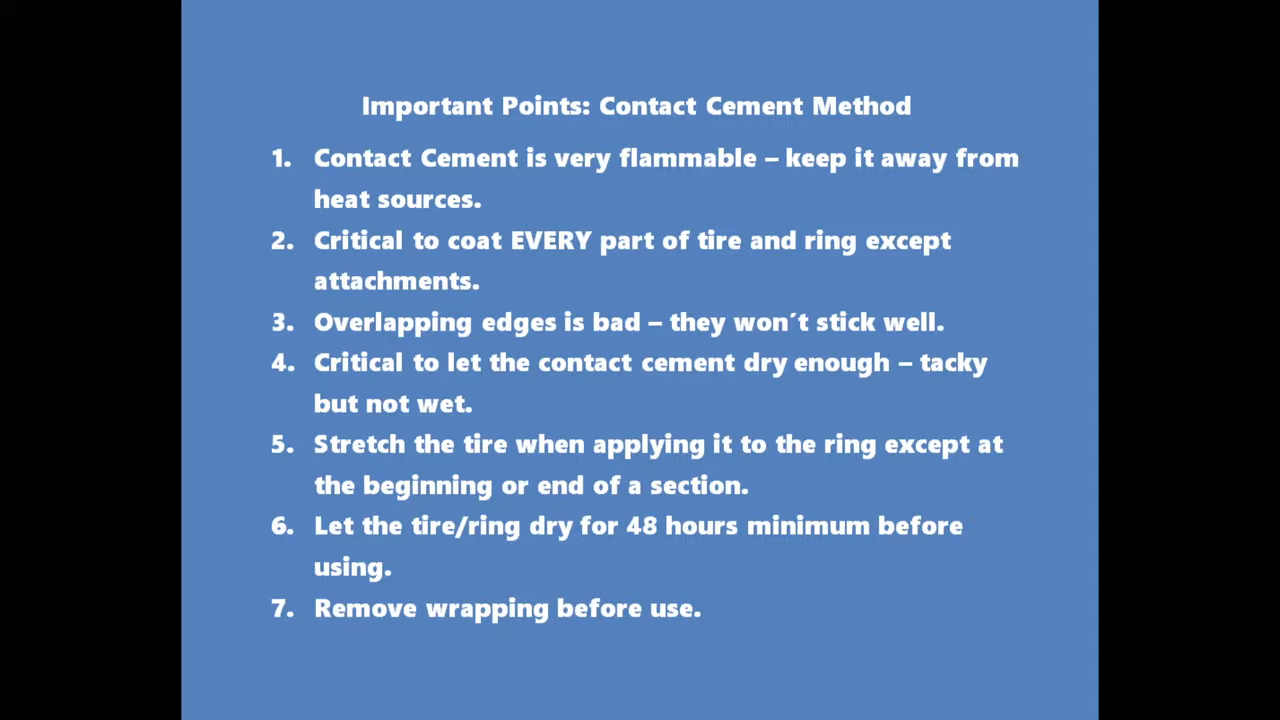 Important Points: Contact Cement Method
1. Contact Cement is very flammable – keep it away from
heat sources.
2. Critical to coat EVERY part of tire and ring except
attachments.
3. Overlapping edges is bad – they won´t stick well.
4. Critical to let the contact cement dry enough – tacky
but not wet.
5. Stretch the tire when applying it to the ring except at
the beginning or end of a section.
6. Let the tire/ring dry for 48 hours minimum before
using.
7. Remove wrapping before use.